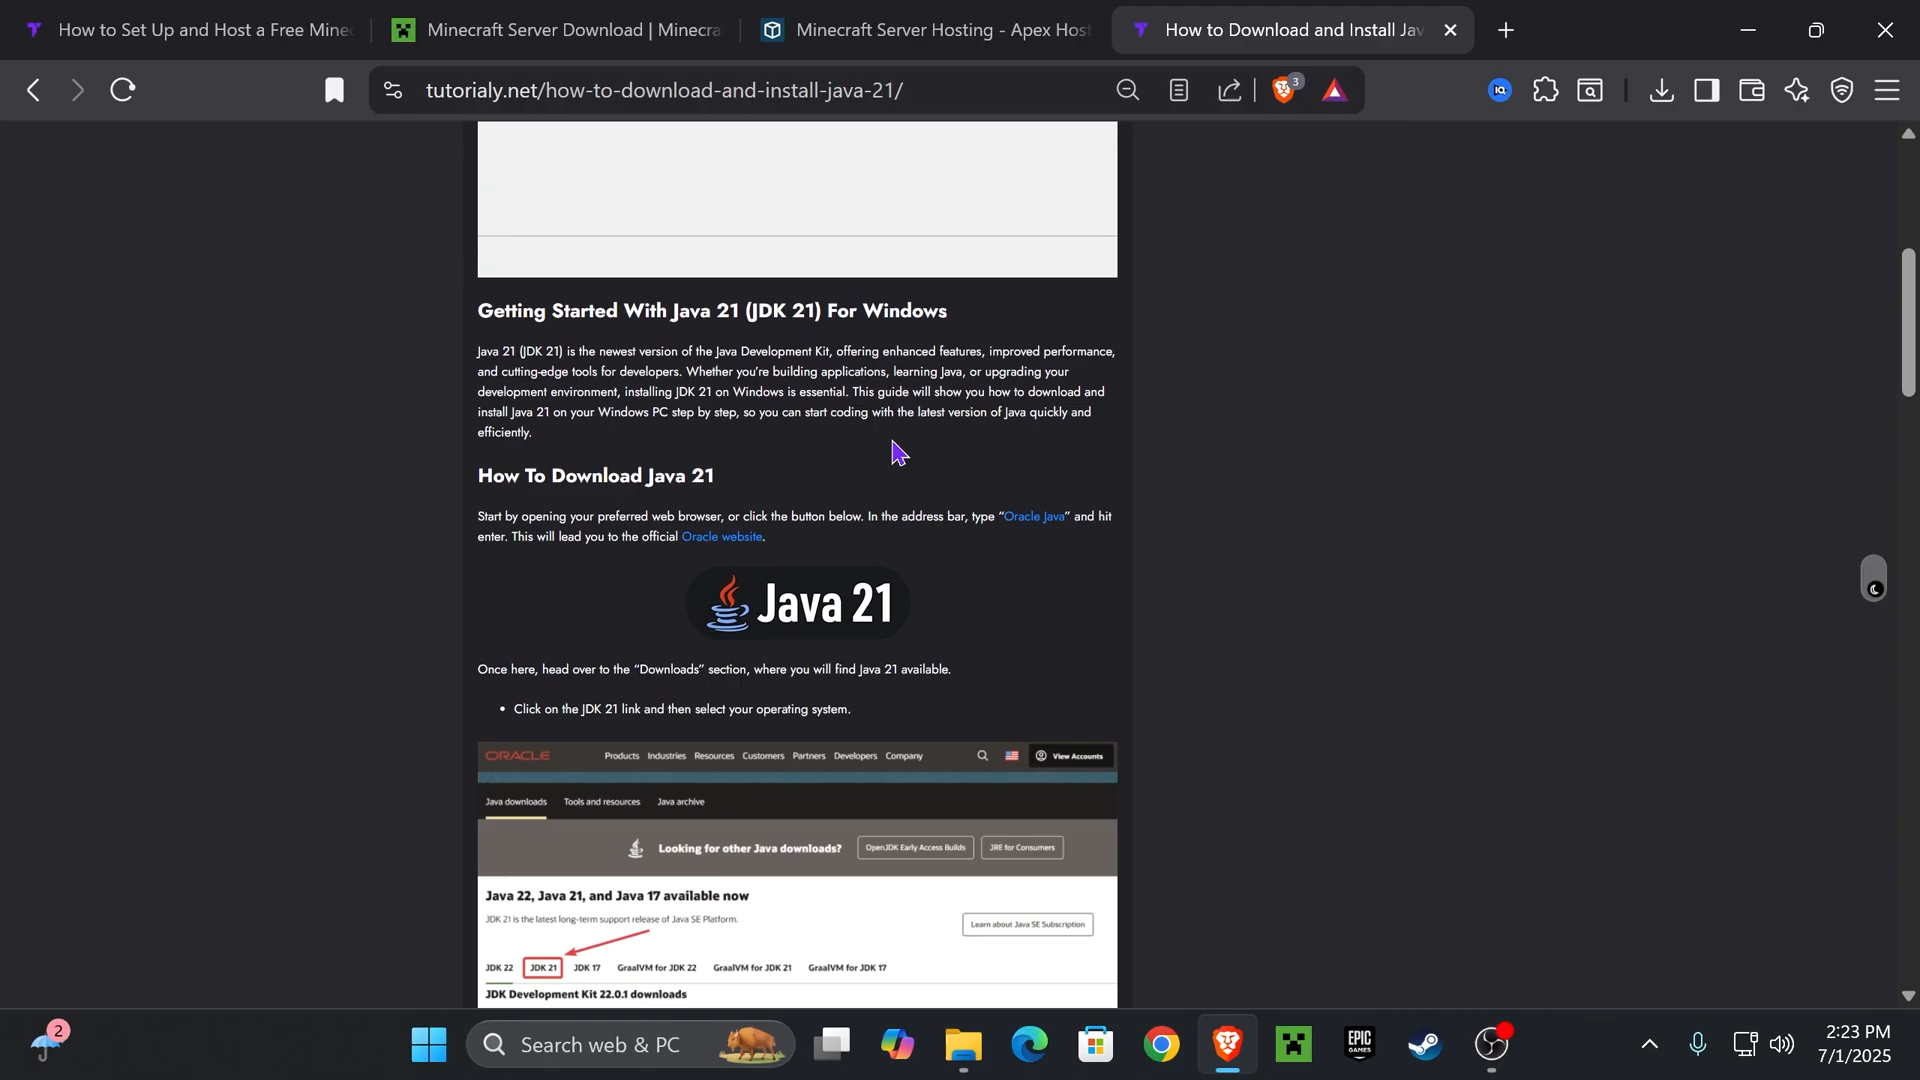 How to Set Up and Host a Free Mine
Minecraft Server Download | Minecra
Minecraft Server Hosting - Apex Host
How to Download and Install Jav
tutorialy.net/how-to-download-and-install-java-21/
3
IQ
Getting Started With Java 21 (JDK 21) For Windows
Java 21 (JDK 21) is the newest version of the Java Development Kit, offering enhanced features, improved performance,
and cutting-edge tools for developers. Whether you're building applications, learning Java, or upgrading your
development environment, installing JDK 21 on Windows is essential. This guide will show you how to download and
install Java 21 on your Windows PC step by step, so you can start coding with the latest version of Java quickly and
efficiently.
How To Download Java 21
Start by opening your preferred web browser, or click the button below. In the address bar, type “Oracle Java” and hit
enter. This will lead you to the official Oracle website.
Java 21
Once here, head over to the “Downloads” section, where you will find Java 21 available.
• Click on the JDK 21 link and then select your operating system.
ORACLE Products Industries Resources Customers Partners Developers Company View Accounts
Java downloads Tools and resources Java archive
Looking for other Java downloads? OpenJDK Early Access Builds JRE for Consumers
Java 22, Java 21, and Java 17 available now
JDK 21 is the latest long-term support release of Java SE Platform.
Learn about Java SE Subscription
JDK 22 JDK 21 JDK 17 GraalVM for JDK 22 GraalVM for JDK 21 GraalVM for JDK 17
JDK Development Kit 22.0.1 downloads
2
Search web & PC
EPIC
GAMES
2:23 PM
7/1/2025